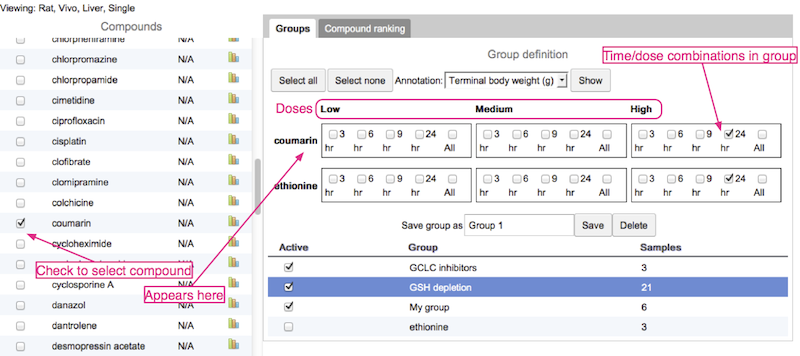 Viewing: Rat, Vivo, Liver, Single
Compounds
chlorpheniramine N/A
chlorpromazine N/A
chlorpropamide N/A
cimetidine N/A
ciprofloxacin N/A
cisplatin N/A
clofibrate N/A
clomipramine N/A
colchicine N/A
coumarin N/A
cycloheximide N/A
Check to select compound
cyclosporine A N/A
danazol N/A
dantrolene N/A
desmopressin acetate N/A
Groups Compound ranking
Group definition
Time/dose combinations in group
Select all Select none Annotation: Terminal body weight (g) Show
Doses Low Medium High
coumarin 3 hr 6 hr 9 hr 24 hr All 3 hr 6 hr 9 hr 24 hr All 3 hr 6 hr 9 hr 24 hr All
ethionine 3 hr 6 hr 9 hr 24 hr All 3 hr 6 hr 9 hr 24 hr All 3 hr 6 hr 9 hr 24 hr All
Save group as Group 1 Save Delete
Active Group Samples
GCLC inhibitors 3
GSH depletion 21
Appears here
My group 6
ethionine 3